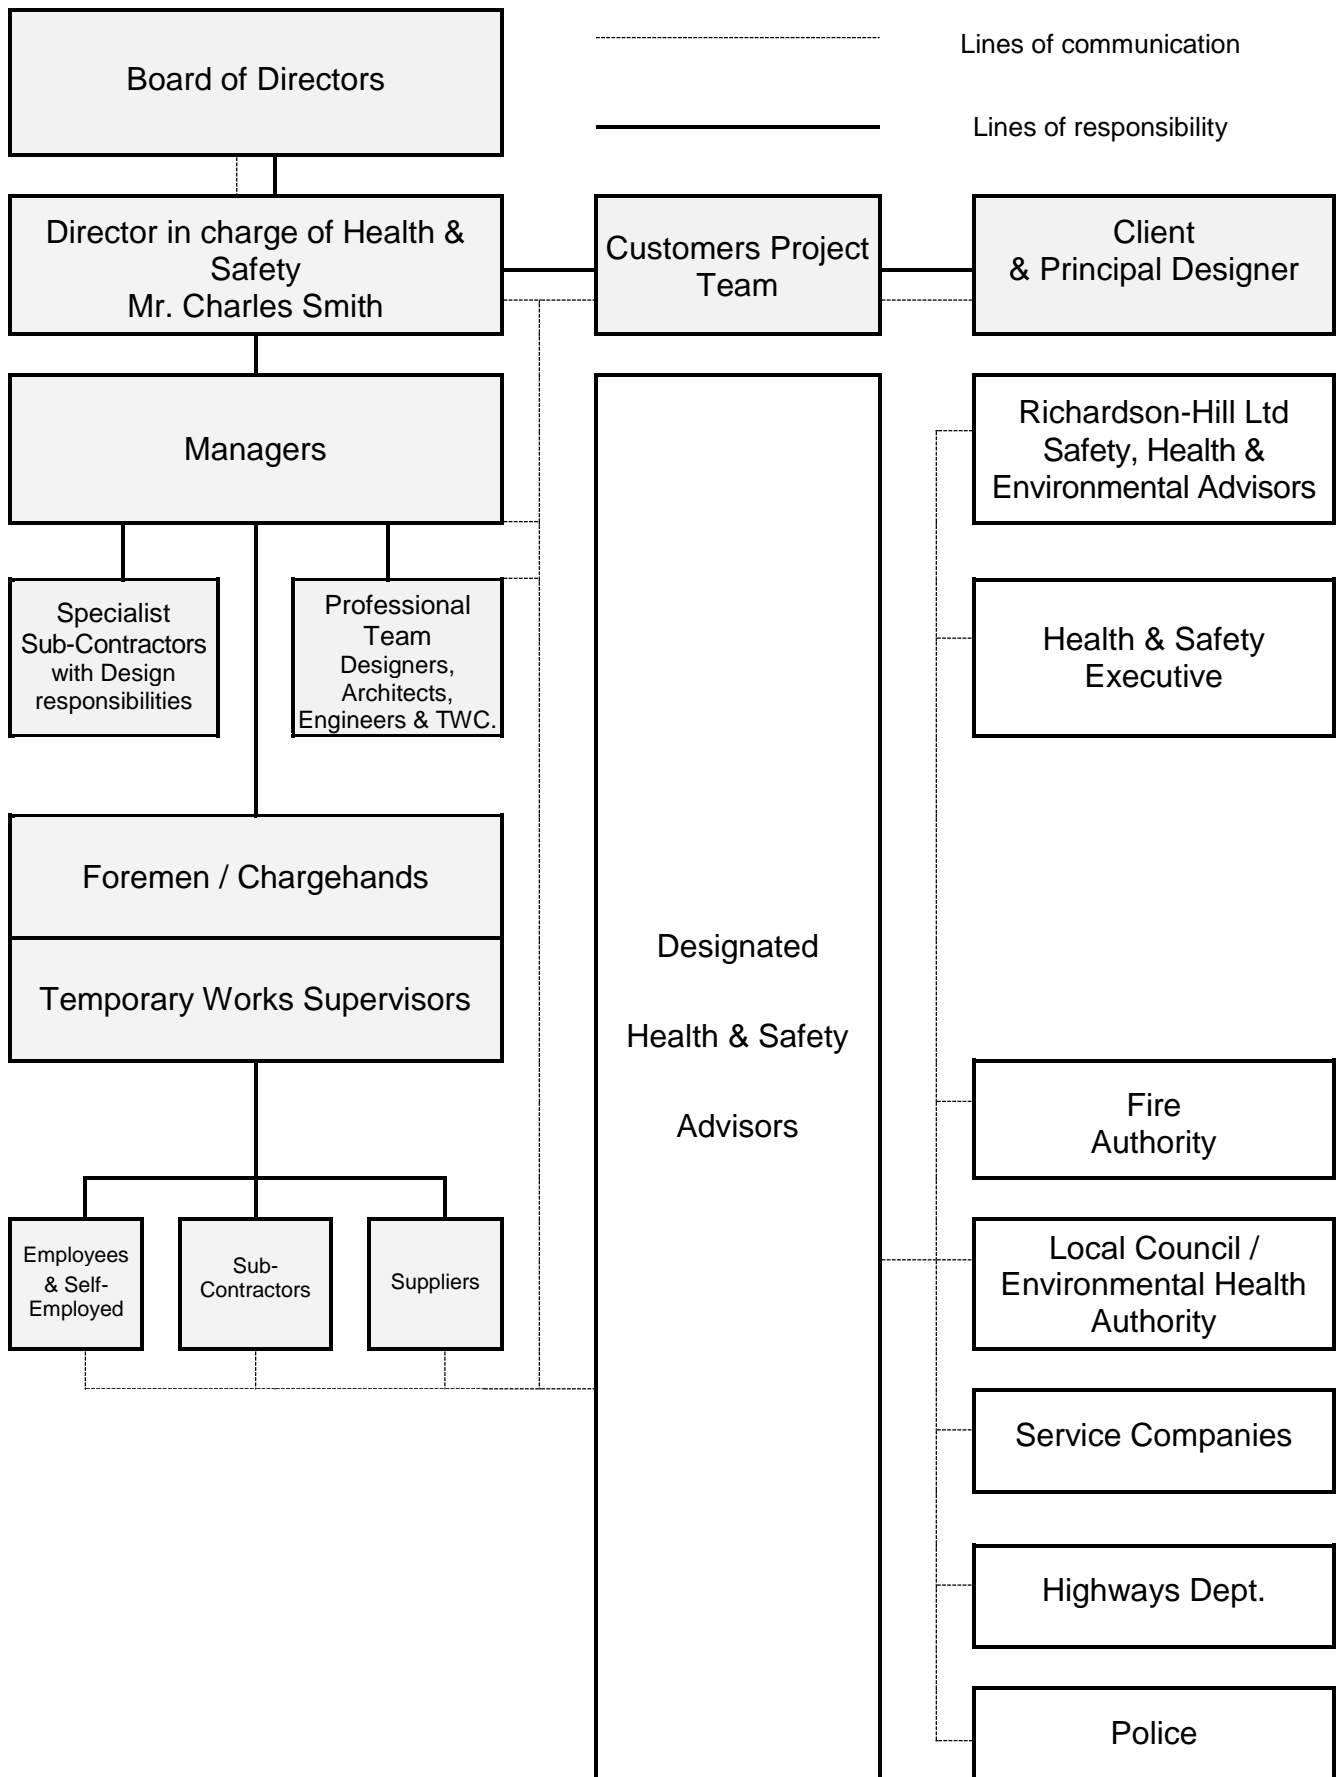 Board of Directors
Lines of communication
Lines of responsibility
Director in charge of Health &
Safety
Mr. Charles Smith
Customers Project
Team
Client
& Principal Designer
Managers
Richardson-Hill Ltd
Safety, Health &
Environmental Advisors
Specialist
Sub-Contractors
with Design
responsibilities
Professional
Team
Designers,
Architects,
Engineers & TWC.
Health & Safety
Executive
Foremen / Chargehands
Temporary Works Supervisors
Designated
Health & Safety
Advisors
Fire
Authority
Employees
& Self-
Employed
Sub-
Contractors
Suppliers
Local Council /
Environmental Health
Authority
Service Companies
Highways Dept.
Police